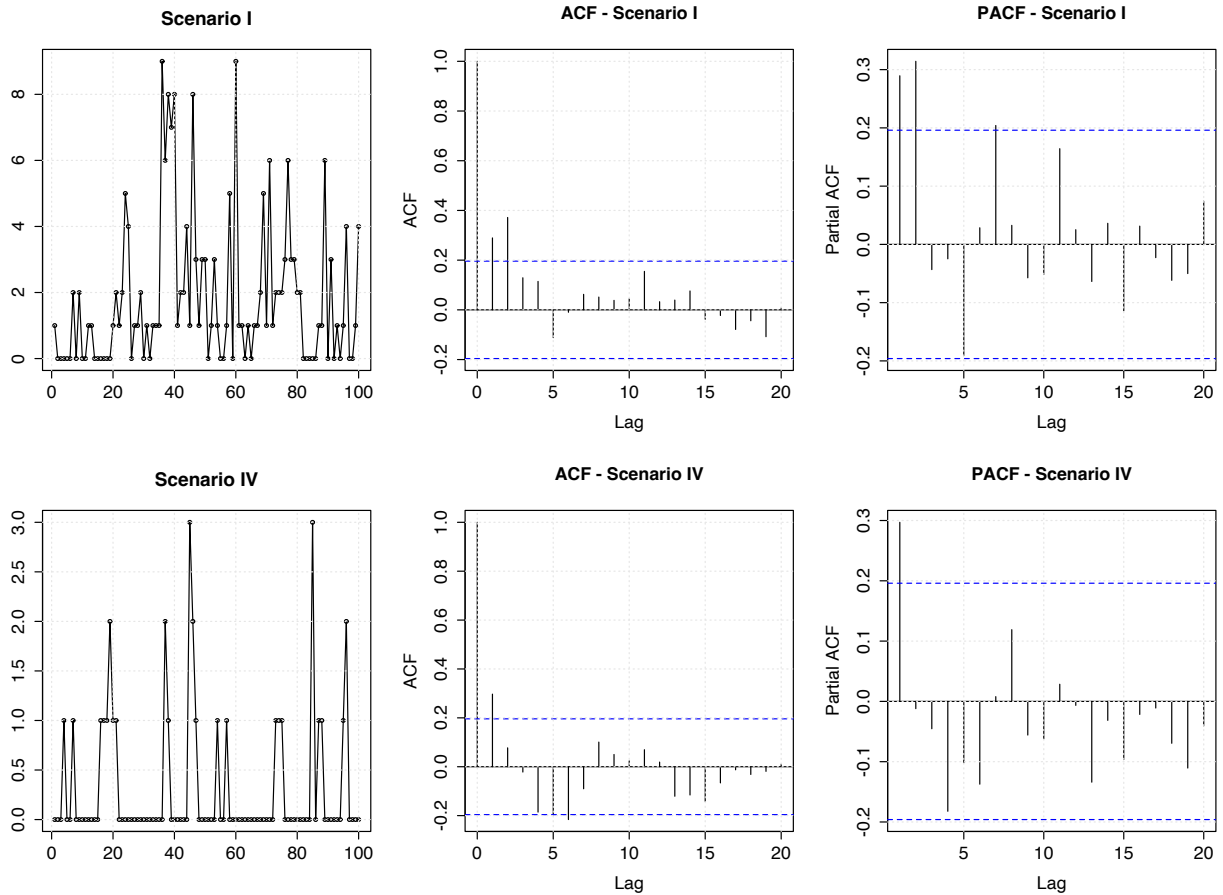 Scenario I
ACF - Scenario I
PACF - Scenario I
0 2 4 6 8
0 20 40 60 80 100
ACF
-0.2 0.0 0.2 0.4 0.6 0.8 1.0
0 5 10 15 20
Lag
Partial ACF
-0.2 -0.1 0.0 0.1 0.2 0.3
5 10 15 20
Lag
Scenario IV
ACF - Scenario IV
PACF - Scenario IV
0.0 0.5 1.0 1.5 2.0 2.5 3.0
0 20 40 60 80 100
ACF
-0.2 0.0 0.2 0.4 0.6 0.8 1.0
0 5 10 15 20
Lag
Partial ACF
-0.2 -0.1 0.0 0.1 0.2 0.3
5 10 15 20
Lag